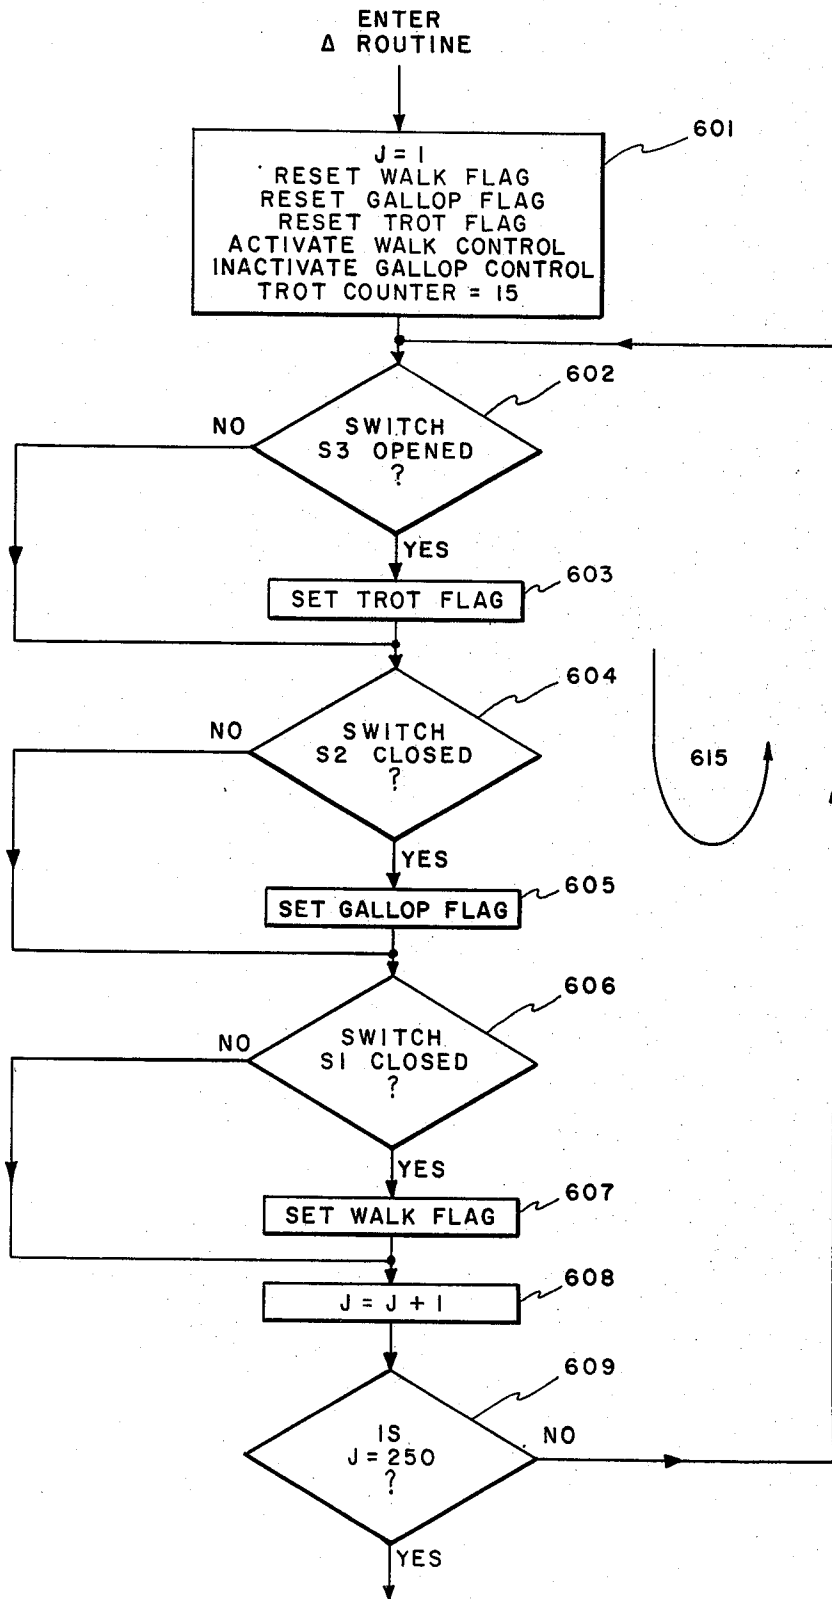 ENTER
Δ ROUTINE
601
J = 1
RESET WALK FLAG
RESET GALLOP FLAG
RESET TROT FLAG
ACTIVATE WALK CONTROL
INACTIVATE GALLOP CONTROL
TROT COUNTER = 15
602
NO
SWITCH
S3 OPENED
?
YES
603
SET TROT FLAG
604
NO
SWITCH
S2 CLOSED
?
615
YES
605
SET GALLOP FLAG
606
NO
SWITCH
S1 CLOSED
?
YES
607
SET WALK FLAG
608
J = J + 1
609
IS
J = 250
?
NO
YES